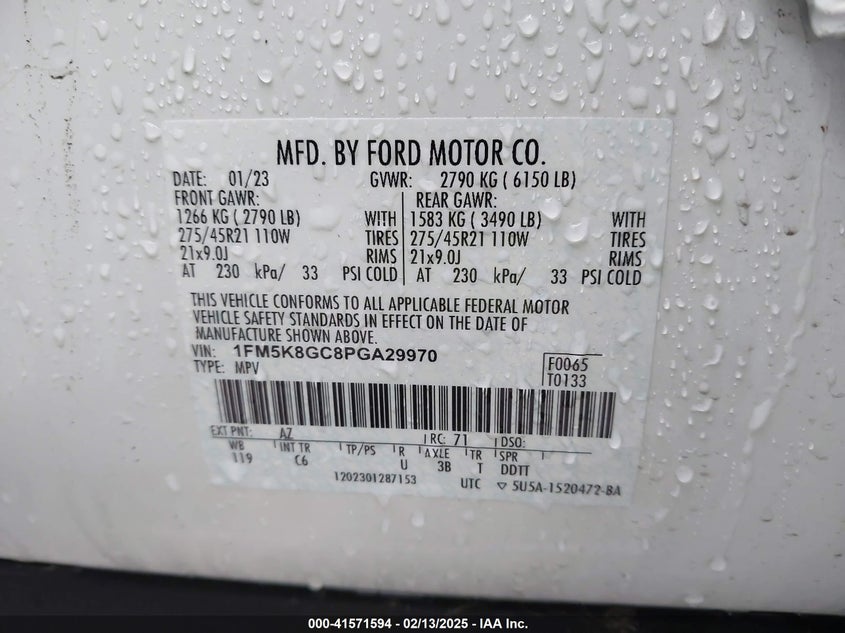 MFD. BY FORD MOTOR CO.
DATE: 01/23 GVWR: 2790 KG ( 6150 LB)
FRONT GAWR: REAR GAWR:
1266 KG ( 2790 LB) WITH 1583 KG ( 3490 LB) WITH
275/45R21 110W TIRES 275/45R21 110W TIRES
21x9.0J RIMS 21x9.0J RIMS
AT 230 kPa/ 33 PSI COLD AT 230 kPa/ 33 PSI COLD
THIS VEHICLE CONFORMS TO ALL APPLICABLE FEDERAL MOTOR
VEHICLE SAFETY STANDARDS IN EFFECT ON THE DATE OF
MANUFACTURE SHOWN ABOVE.
VIN: 1FM5K8GC8PGA29970 F0065
TYPE: MPV T0133
EXT PNT: AZ RC: 71 DSO:
WB INT TR TP/PS R AXLE TR SPR
119 C6 U 3B T DDTT
1202301287153 UTC ▽ 5U5A-1520472-BA
000-41571594 — 02/13/2025 - IAA Inc.